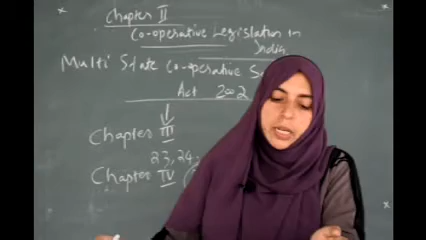 Chapter II
Co-operative Legislation in
India
Multi State Co-operative
Act 2002
Chapter III
23, 24
Chapter IV